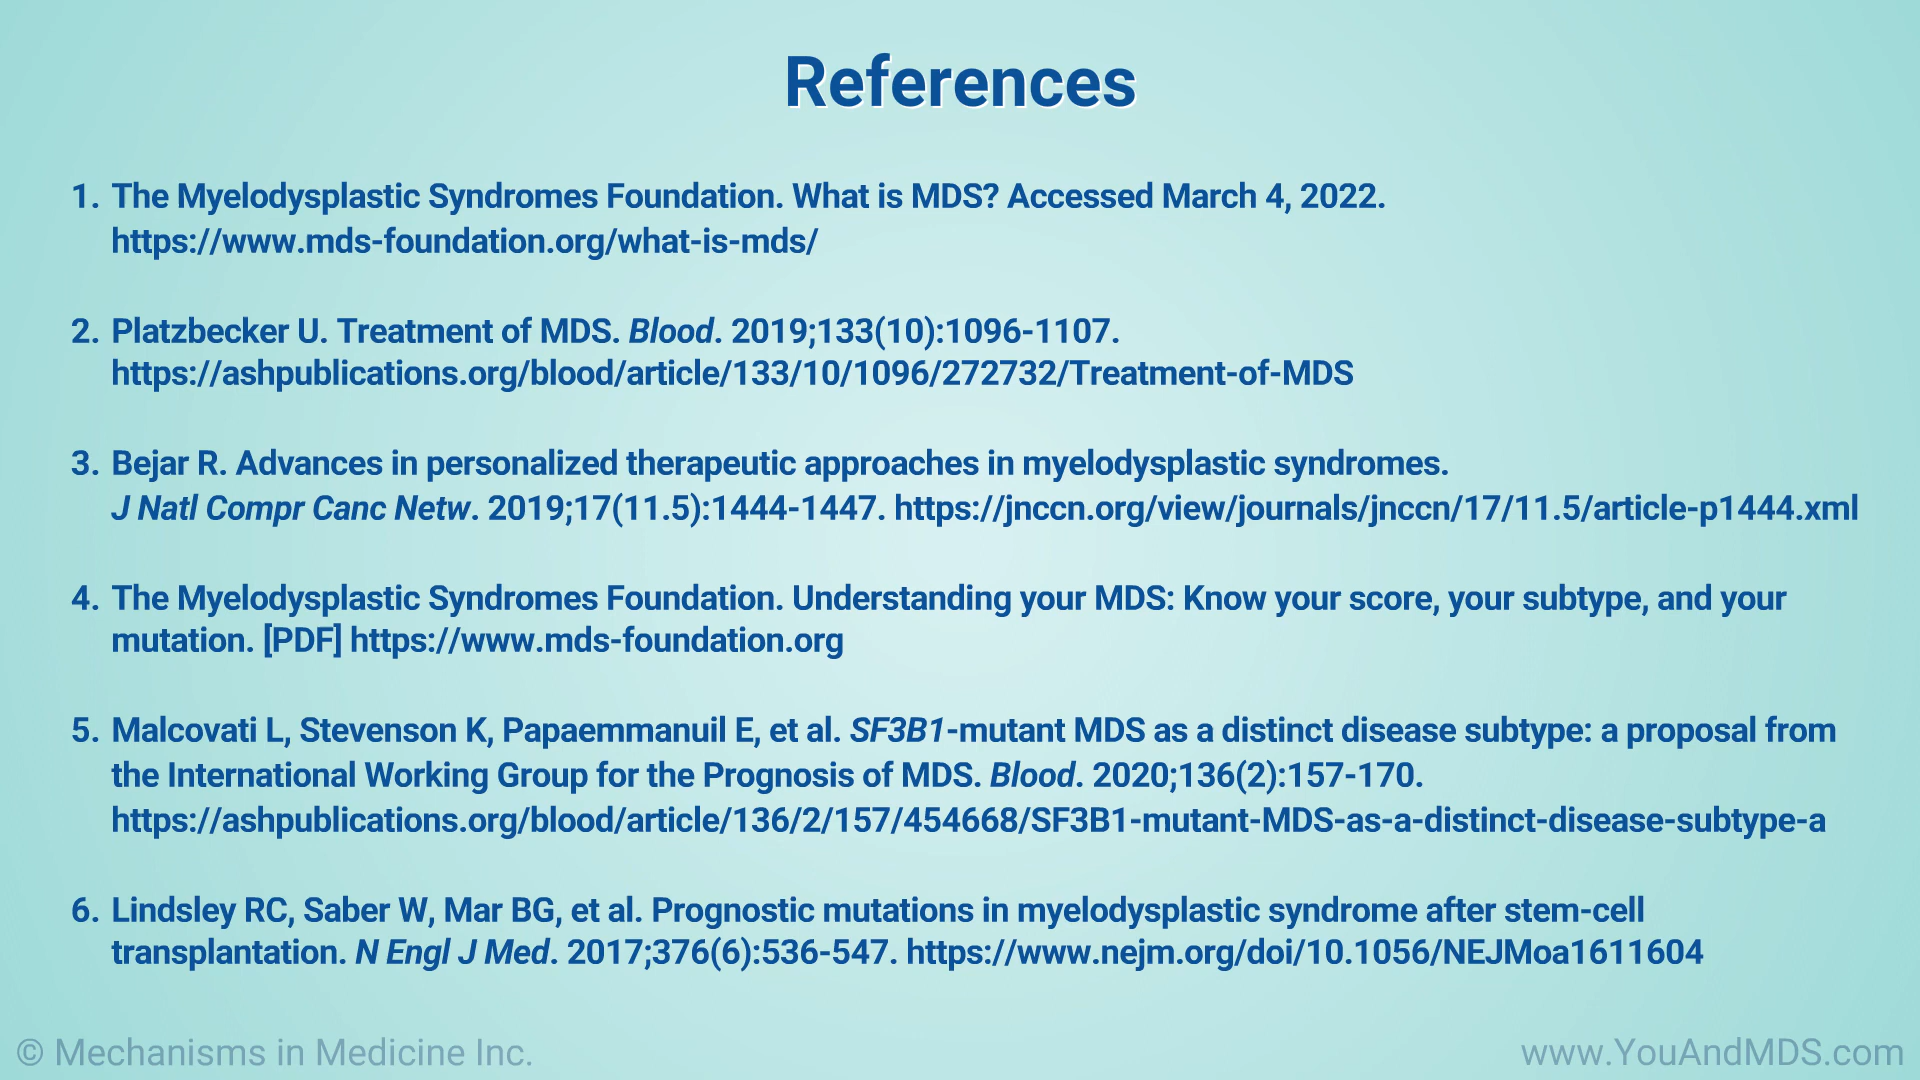 References
1. The Myelodysplastic Syndromes Foundation. What is MDS? Accessed March 4, 2022.
https://www.mds-foundation.org/what-is-mds/
2. Platzbecker U. Treatment of MDS. Blood. 2019;133(10):1096-1107.
https://ashpublications.org/blood/article/133/10/1096/272732/Treatment-of-MDS
3. Bejar R. Advances in personalized therapeutic approaches in myelodysplastic syndromes.
J Natl Compr Canc Netw. 2019;17(11.5):1444-1447. https://jnccn.org/view/journals/jnccn/17/11.5/article-p1444.xml
4. The Myelodysplastic Syndromes Foundation. Understanding your MDS: Know your score, your subtype, and your
mutation. [PDF] https://www.mds-foundation.org
5. Malcovati L, Stevenson K, Papaemmanuil E, et al. SF3B1-mutant MDS as a distinct disease subtype: a proposal from
the International Working Group for the Prognosis of MDS. Blood. 2020;136(2):157-170.
https://ashpublications.org/blood/article/136/2/157/454668/SF3B1-mutant-MDS-as-a-distinct-disease-subtype-a
6. Lindsley RC, Saber W, Mar BG, et al. Prognostic mutations in myelodysplastic syndrome after stem-cell
transplantation. N Engl J Med. 2017;376(6):536-547. https://www.nejm.org/doi/10.1056/NEJMoa1611604
© Mechanisms in Medicine Inc.
www.YouAndMDS.com